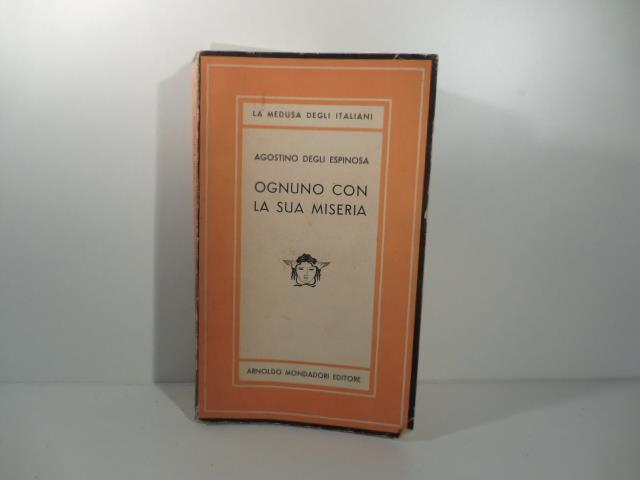 LA MEDUSA DEGLI ITALIANI
AGOSTINO DEGLI ESPINOSA
OGNUNO CON
LA SUA MISERIA
ARNOLDO MONDADORI EDITORE